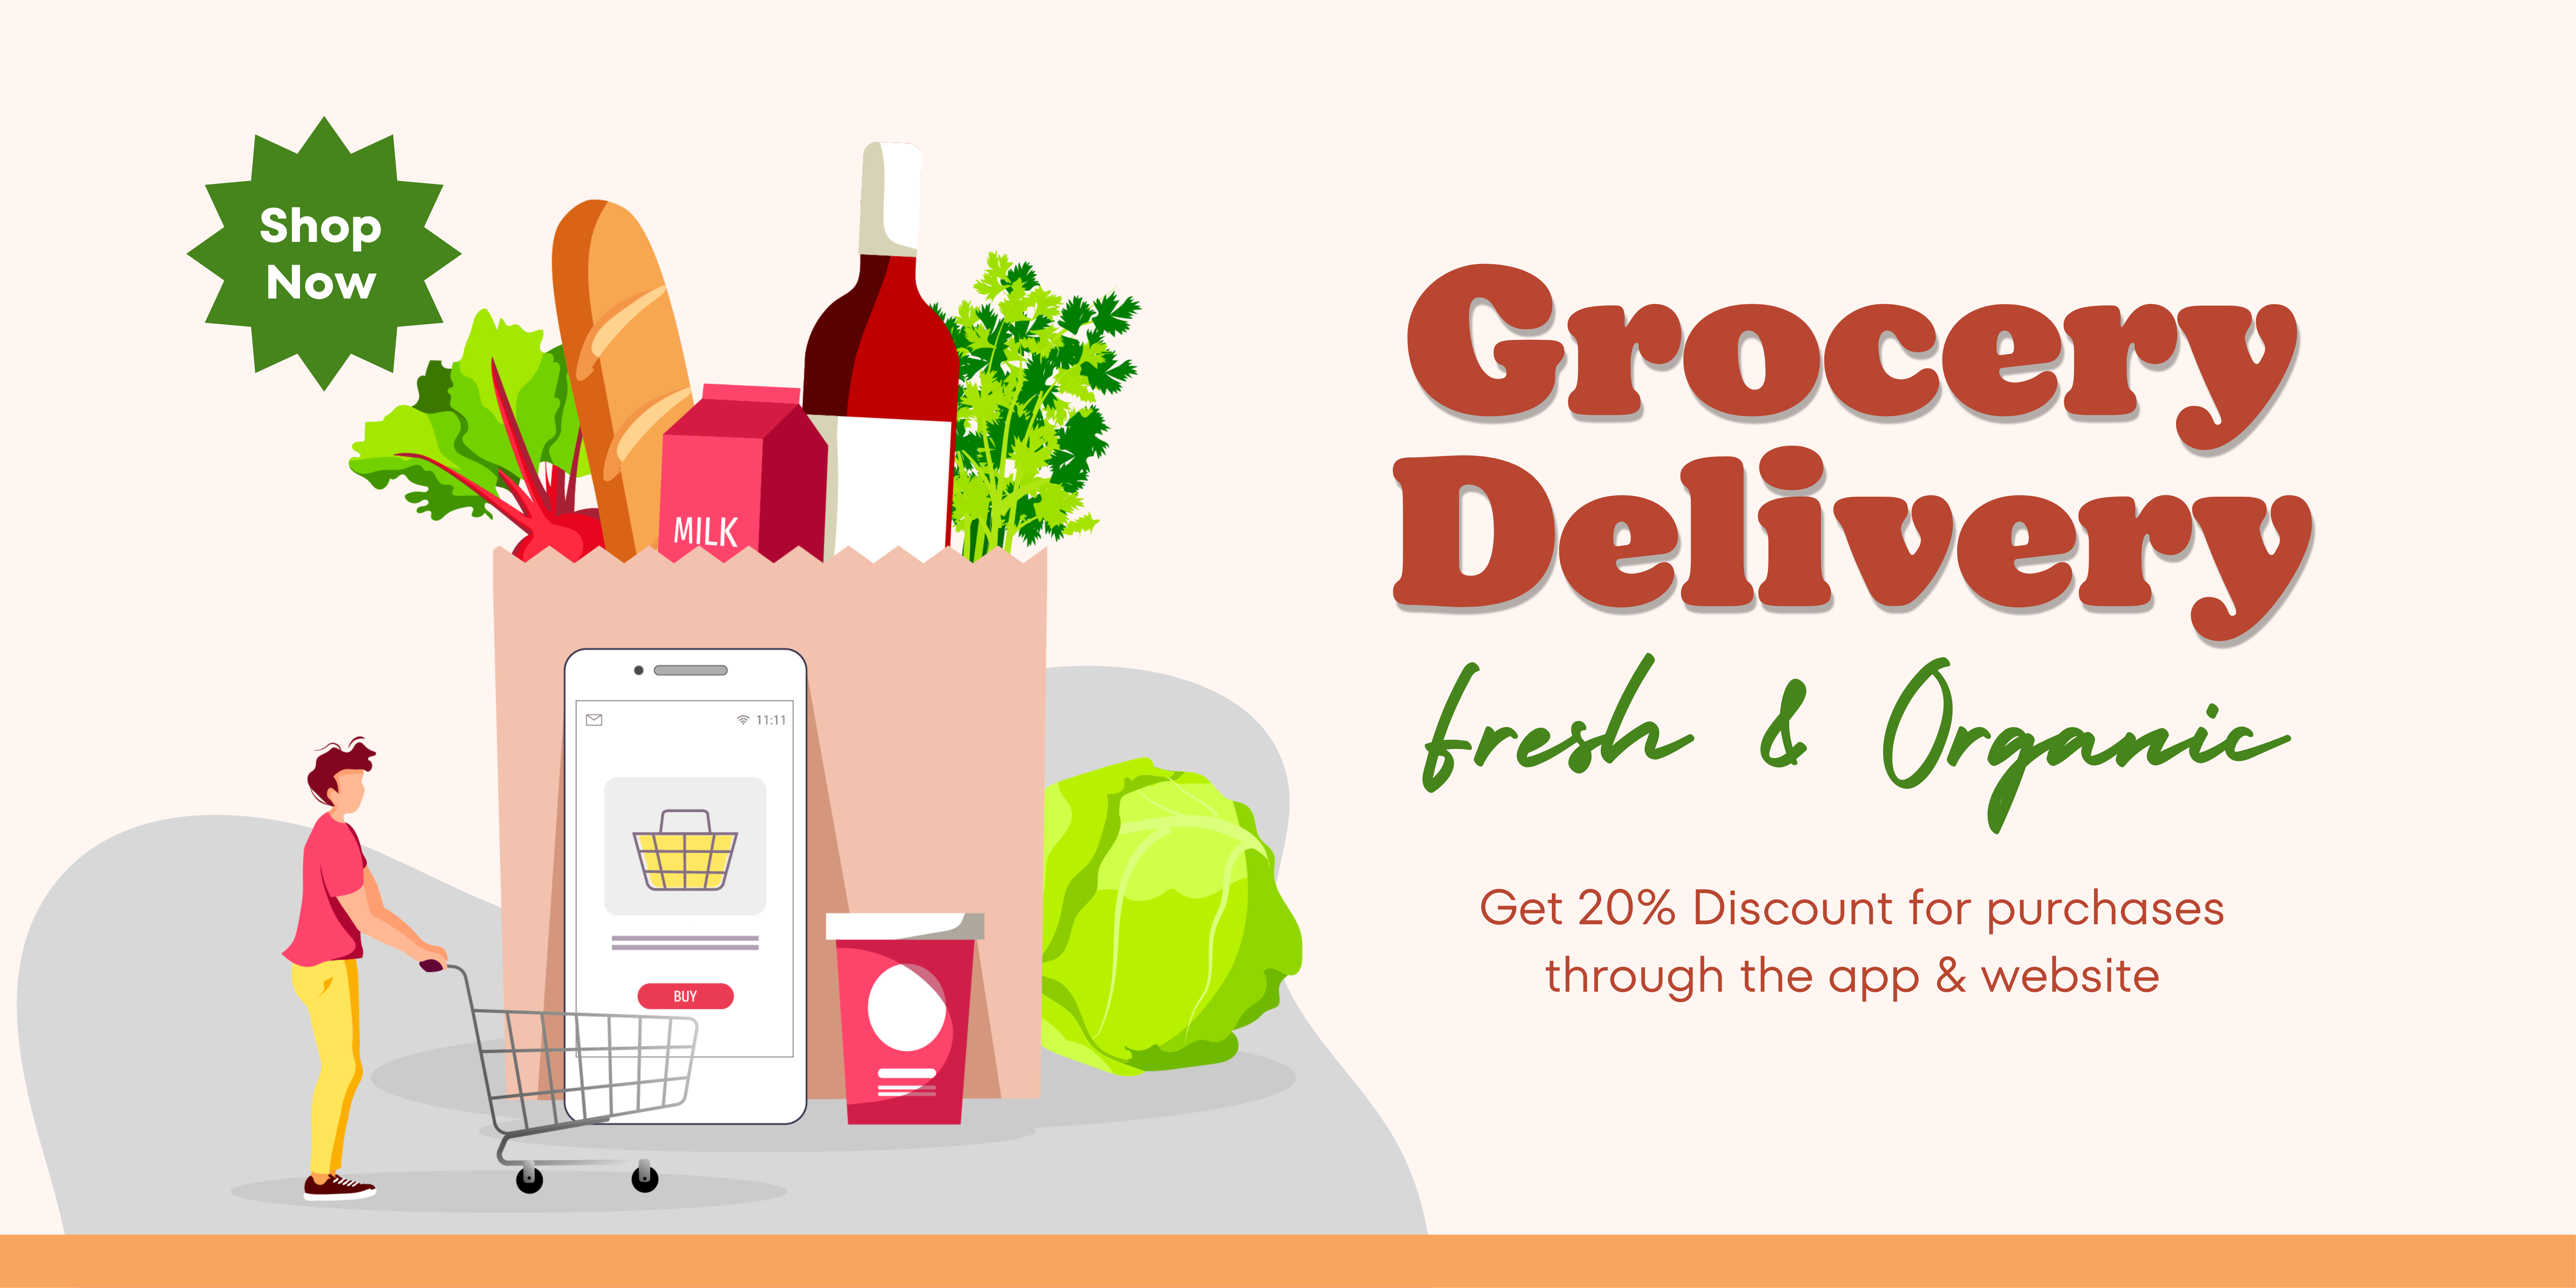 Shop
Now
MILK
11:11
BUY
Grocery
Delivery
fresh & Organic
Get 20% Discount for purchases
through the app & website